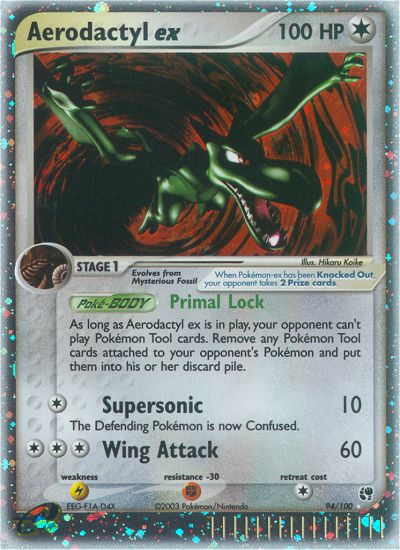 Aerodactyl ex 100 HP
Illus. Hikaru Koike
STAGE 1
Evolves from
Mysterious Fossil
When Pokémon-ex has been Knocked Out,
your opponent takes 2 Prize cards.
Poké-BODY Primal Lock
As long as Aerodactyl ex is in play, your opponent can't
play Pokémon Tool cards. Remove any Pokémon Tool
cards attached to your opponent's Pokémon and put
them into his or her discard pile.
Supersonic 10
The Defending Pokémon is now Confused.
Wing Attack 60
weakness resistance -30 retreat cost
EEG-F1A-D4X ©2003 Pokémon/Nintendo 94/100